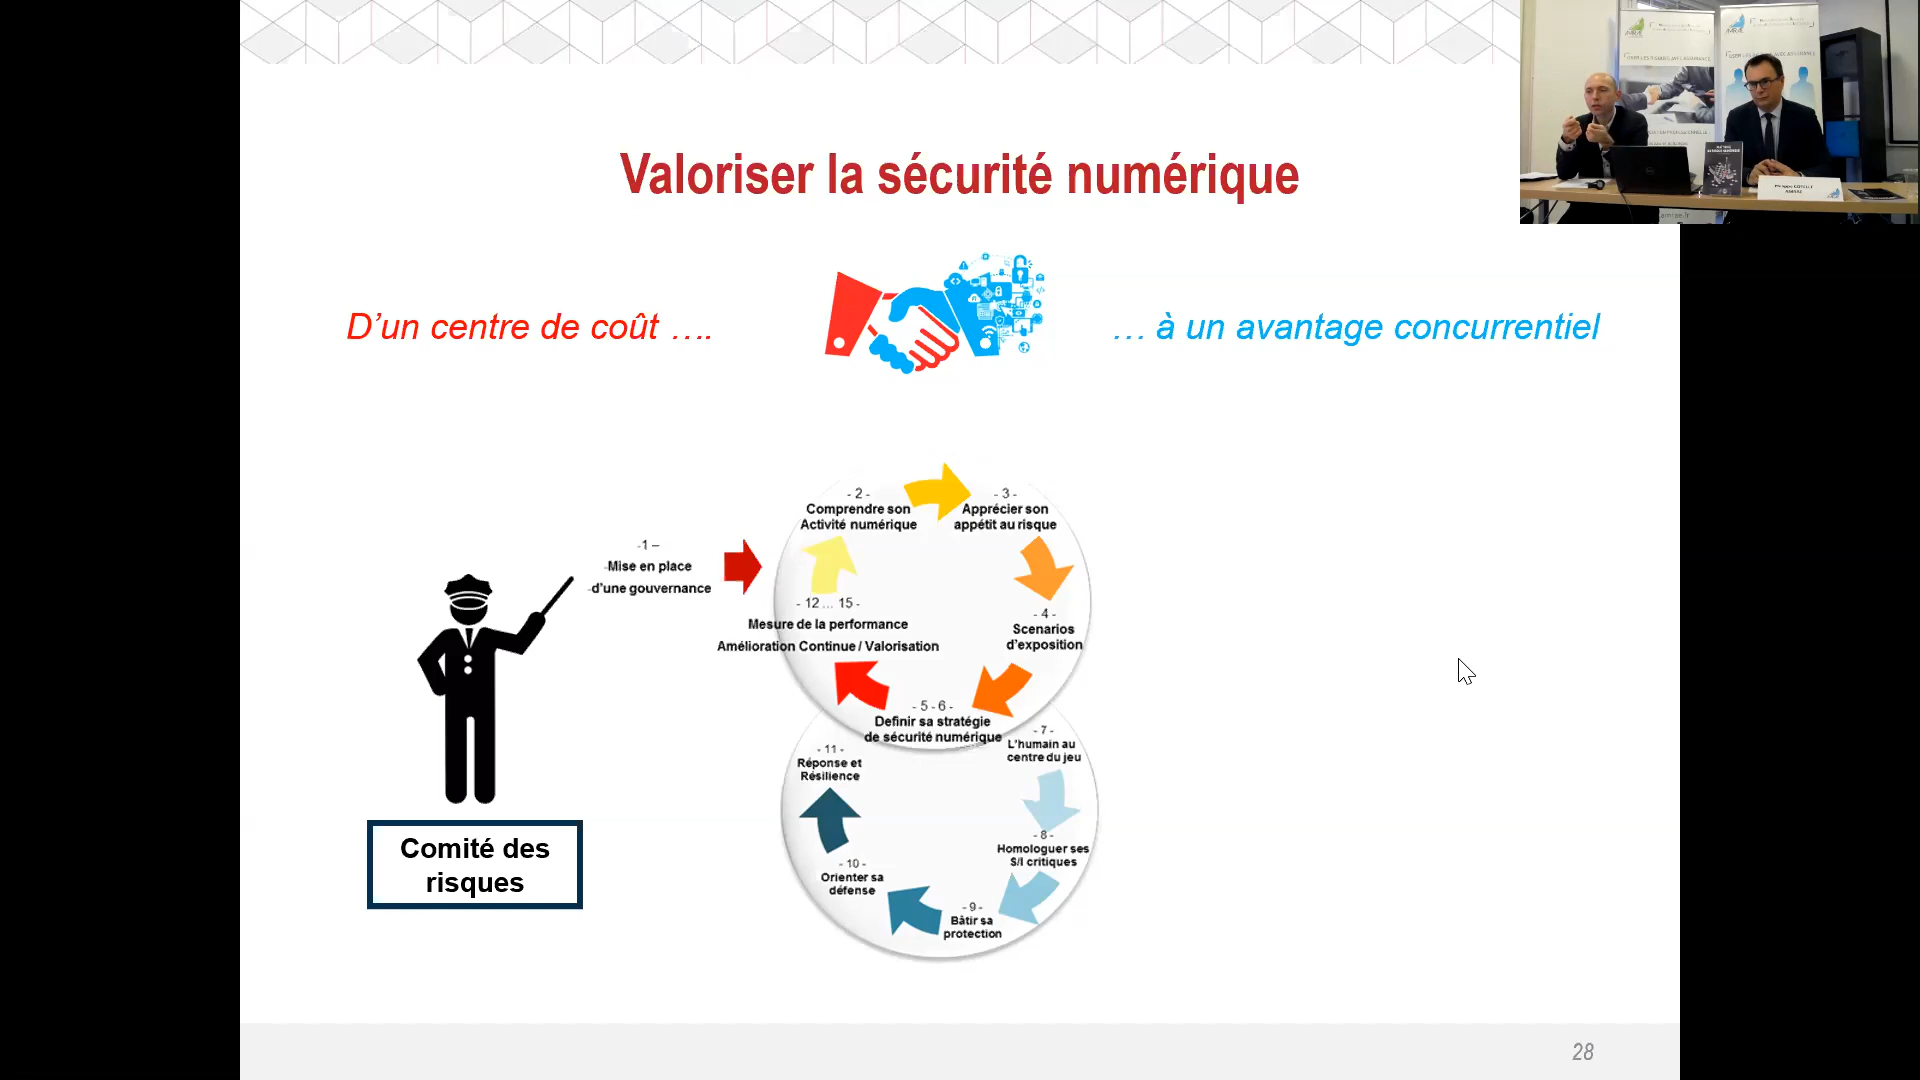 Valoriser la sécurité numérique
D’un centre de coût ….
… à un avantage concurrentiel
-1 –
-Mise en place
-d’une gouvernance
- 2 -
Comprendre son
Activité numérique
- 3 -
Apprécier son
appétit au risque
- 4 -
Scenarios
d’exposition
- 5 - 6 -
Definir sa stratégie
de sécurité numérique
- 12 … 15 -
Mesure de la performance
Amélioration Continue / Valorisation
- 7 -
L’humain au
centre du jeu
- 8 -
Homologuer ses
S/I critiques
- 9 -
Bâtir sa
protection
- 10 -
Orienter sa
défense
- 11 -
Réponse et
Résilience
Comité des
risques
28
AMRAE